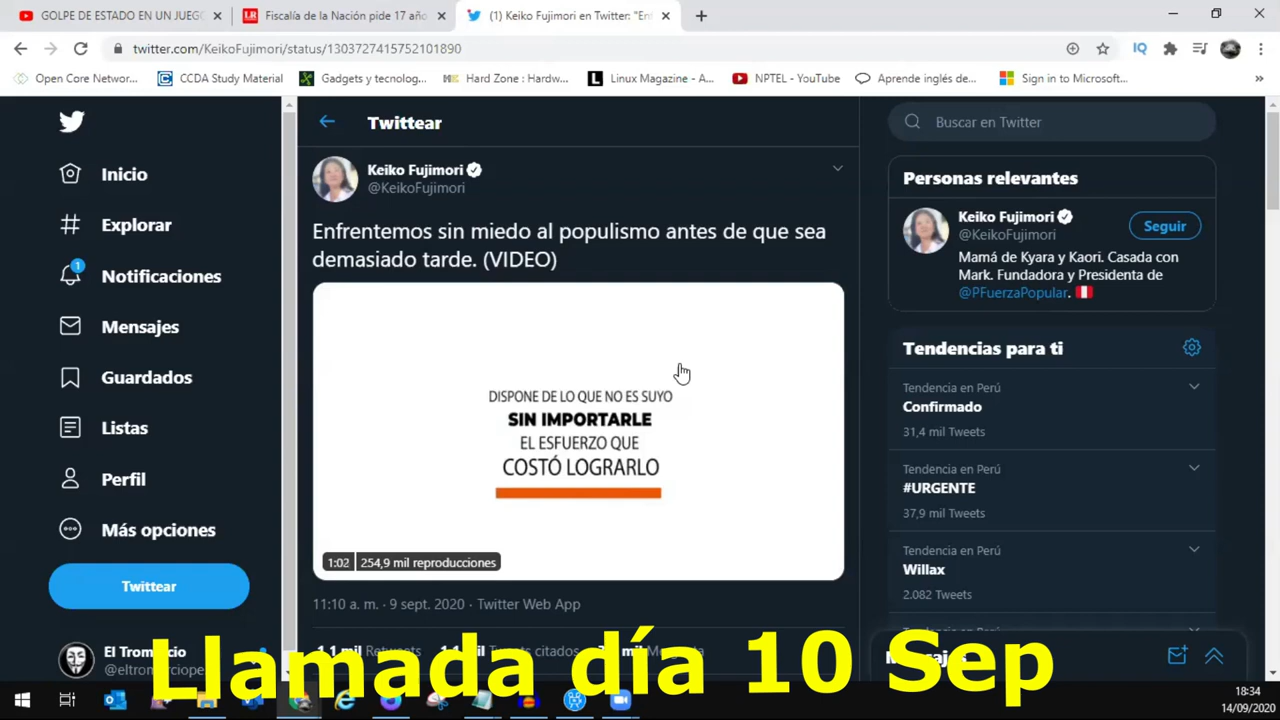 GOLPE DE ESTADO EN UN JUEGO
Fiscalía de la Nación pide 17 año
(1) Keiko Fujimori en Twitter: "En
twitter.com/KeikoFujimori/status/1303727415752101890
IQ
Open Core Networ...
CCDA Study Material
Gadgets y tecnolog...
Hard Zone : Hardw...
Linux Magazine - A...
NPTEL - YouTube
Aprende inglés de...
Sign in to Microsoft...
Inicio
Explorar
1
Notificaciones
Mensajes
Guardados
Listas
Perfil
Más opciones
Twittear
El Trom
cio
@eltromerciope
Twittear
Keiko Fujimori
@KeikoFujimori
Enfrentemos sin miedo al populismo antes de que sea
demasiado tarde. (VIDEO)
DISPONE DE LO QUE NO ES SUYO
SIN IMPORTARLE
EL ESFUERZO QUE
COSTÓ LOGRARLO
1:02
254,9 mil reproducciones
11:10 a. m. · 9 sept. 2020 · Twitter Web App
Buscar en Twitter
Personas relevantes
Keiko Fujimori
@KeikoFujimori
Seguir
Mamá de Kyara y Kaori. Casada con
Mark. Fundadora y Presidenta de
@PFuerzaPopular.
Tendencias para ti
Tendencia en Perú
Confirmado
31,4 mil Tweets
Tendencia en Perú
#URGENTE
37,9 mil Tweets
Tendencia en Perú
Willax
2.082 Tweets
Llamada día 10 Sep
18:34
14/09/2020